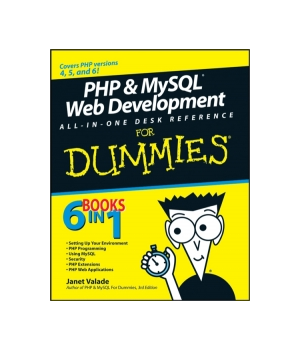 Covers PHP versions
4, 5, and 6!
PHP & MySQL®
Web Development
ALL-IN-ONE DESK REFERENCE
FOR
DUMMIES®
6 BOOKS
IN 1
• Setting Up Your Environment
• PHP Programming
• Using MySQL
• Security
• PHP Extensions
• PHP Web Applications
Janet Valade
Author of PHP & MySQL For Dummies, 3rd Edition